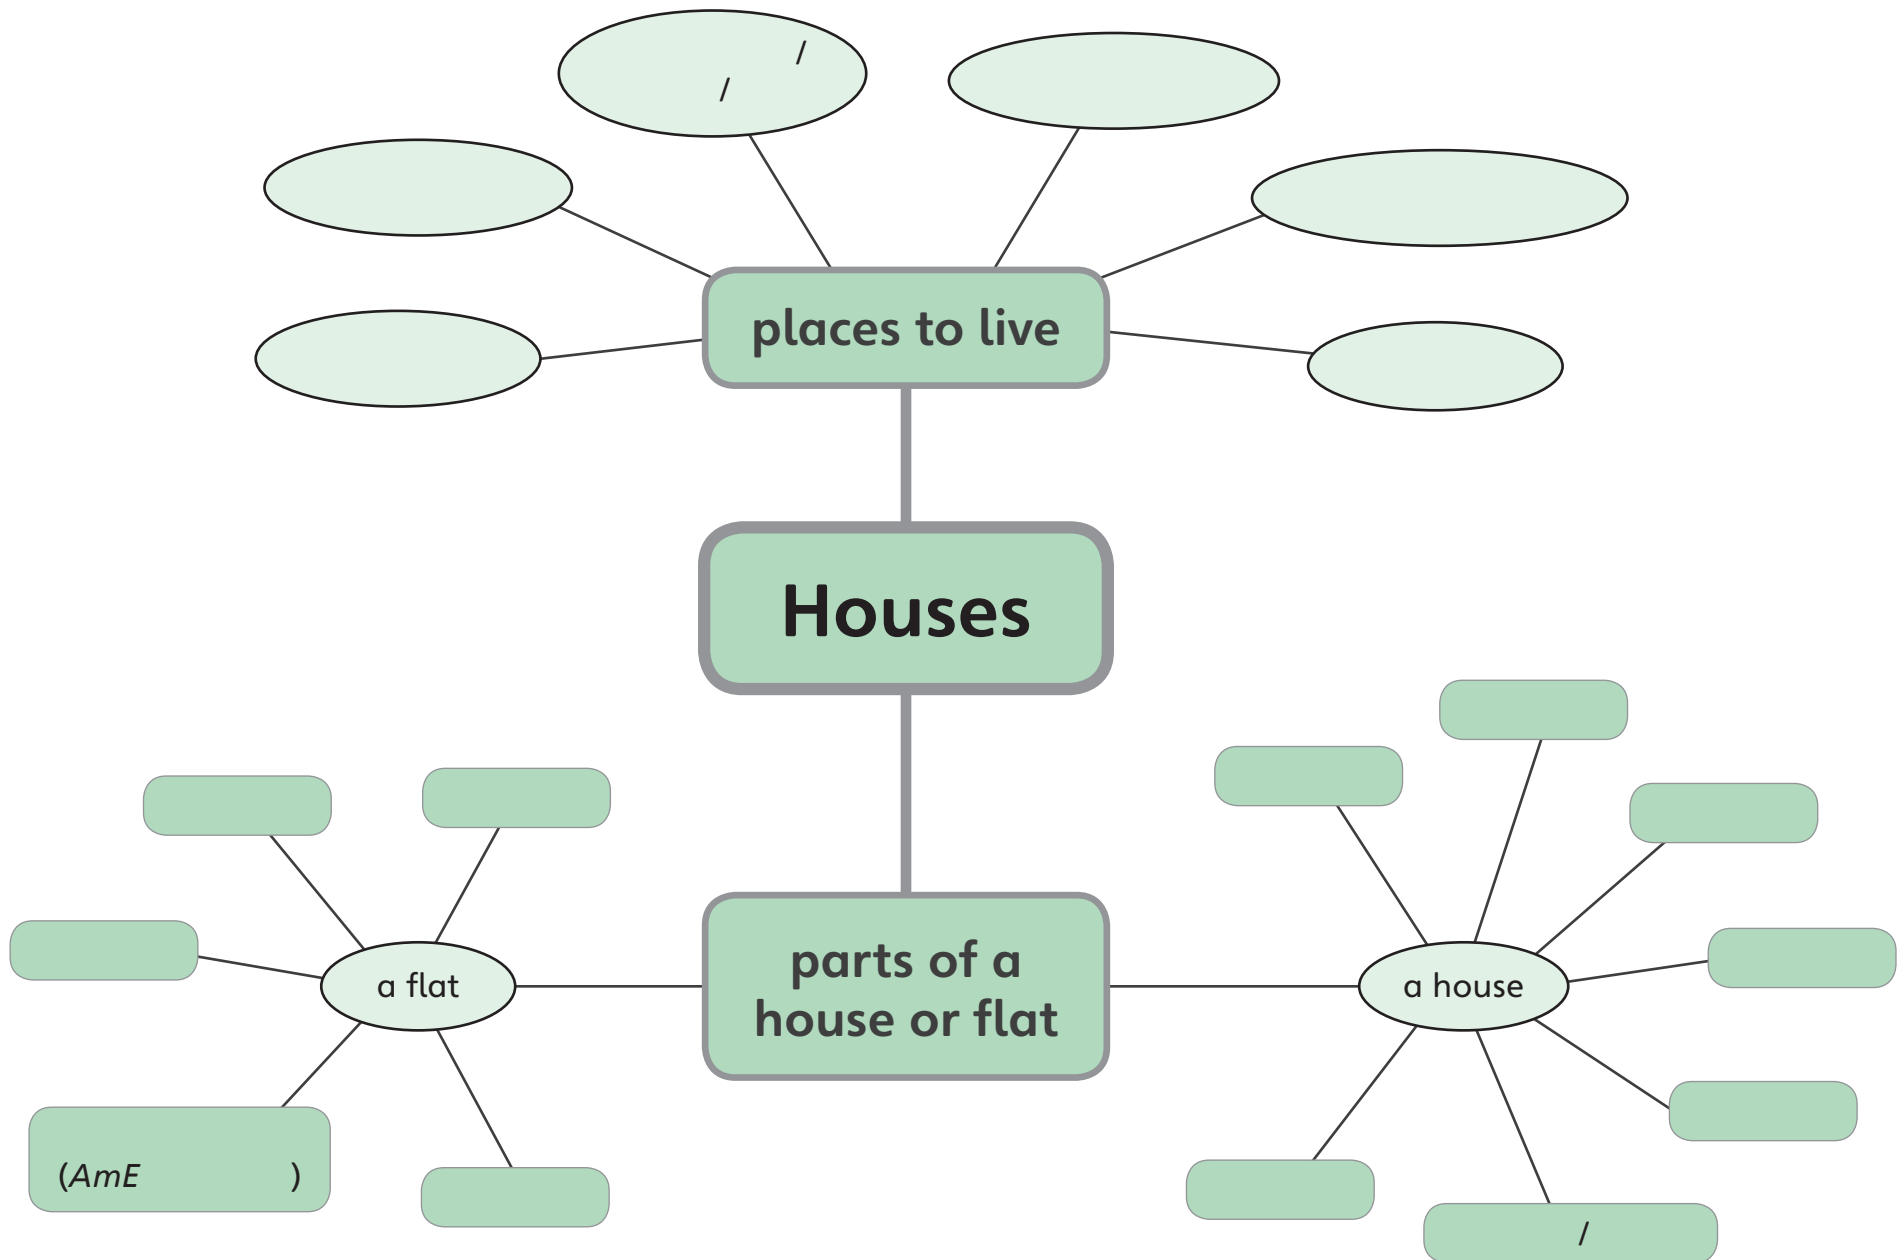 /
/
places to live
Houses
a flat
parts of a
house or flat
a house
(AmE )
/